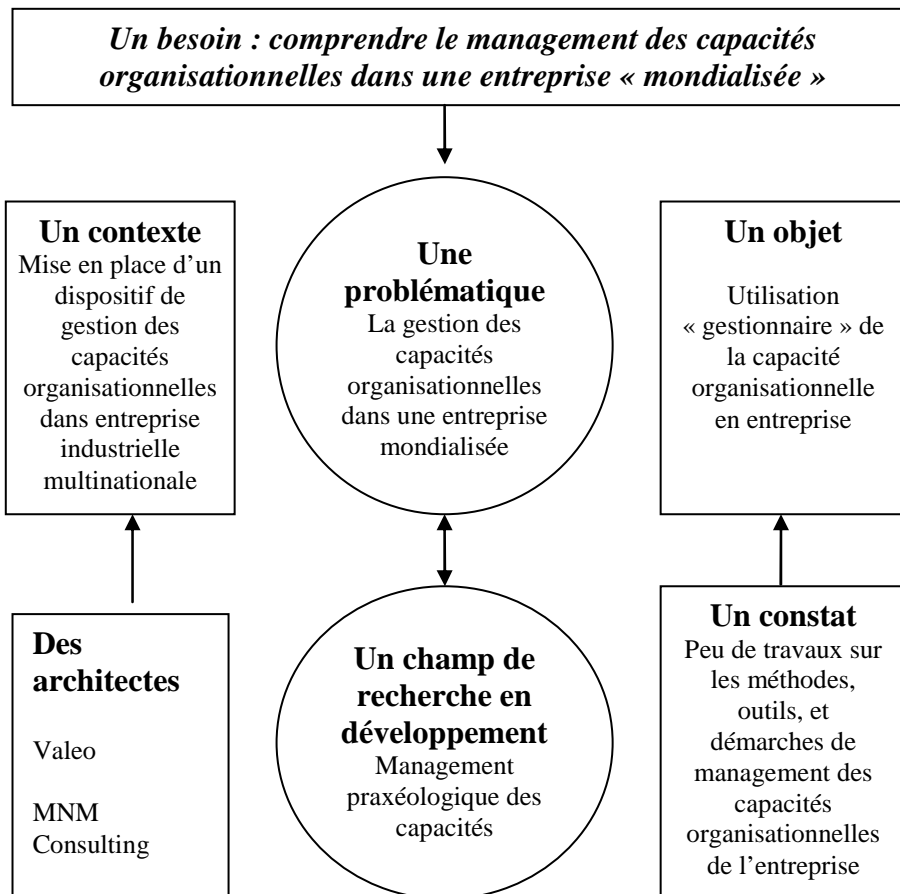 Un besoin : comprendre le management des capacités
organisationnelles dans une entreprise « mondialisée »
Un contexte
Mise en place d’un
dispositif de
gestion des
capacités
organisationnelles
dans entreprise
industrielle
multinationale
Une
problématique
La gestion des
capacités
organisationnelles
dans une entreprise
mondialisée
Un objet
Utilisation
« gestionnaire » de
la capacité
organisationnelle
en entreprise
Des
architectes
Valeo
MNM
Consulting
Un champ de
recherche en
développement
Management
praxéologique des
capacités
Un constat
Peu de travaux sur
les méthodes,
outils, et
démarches de
management des
capacités
organisationnelles
de l’entreprise